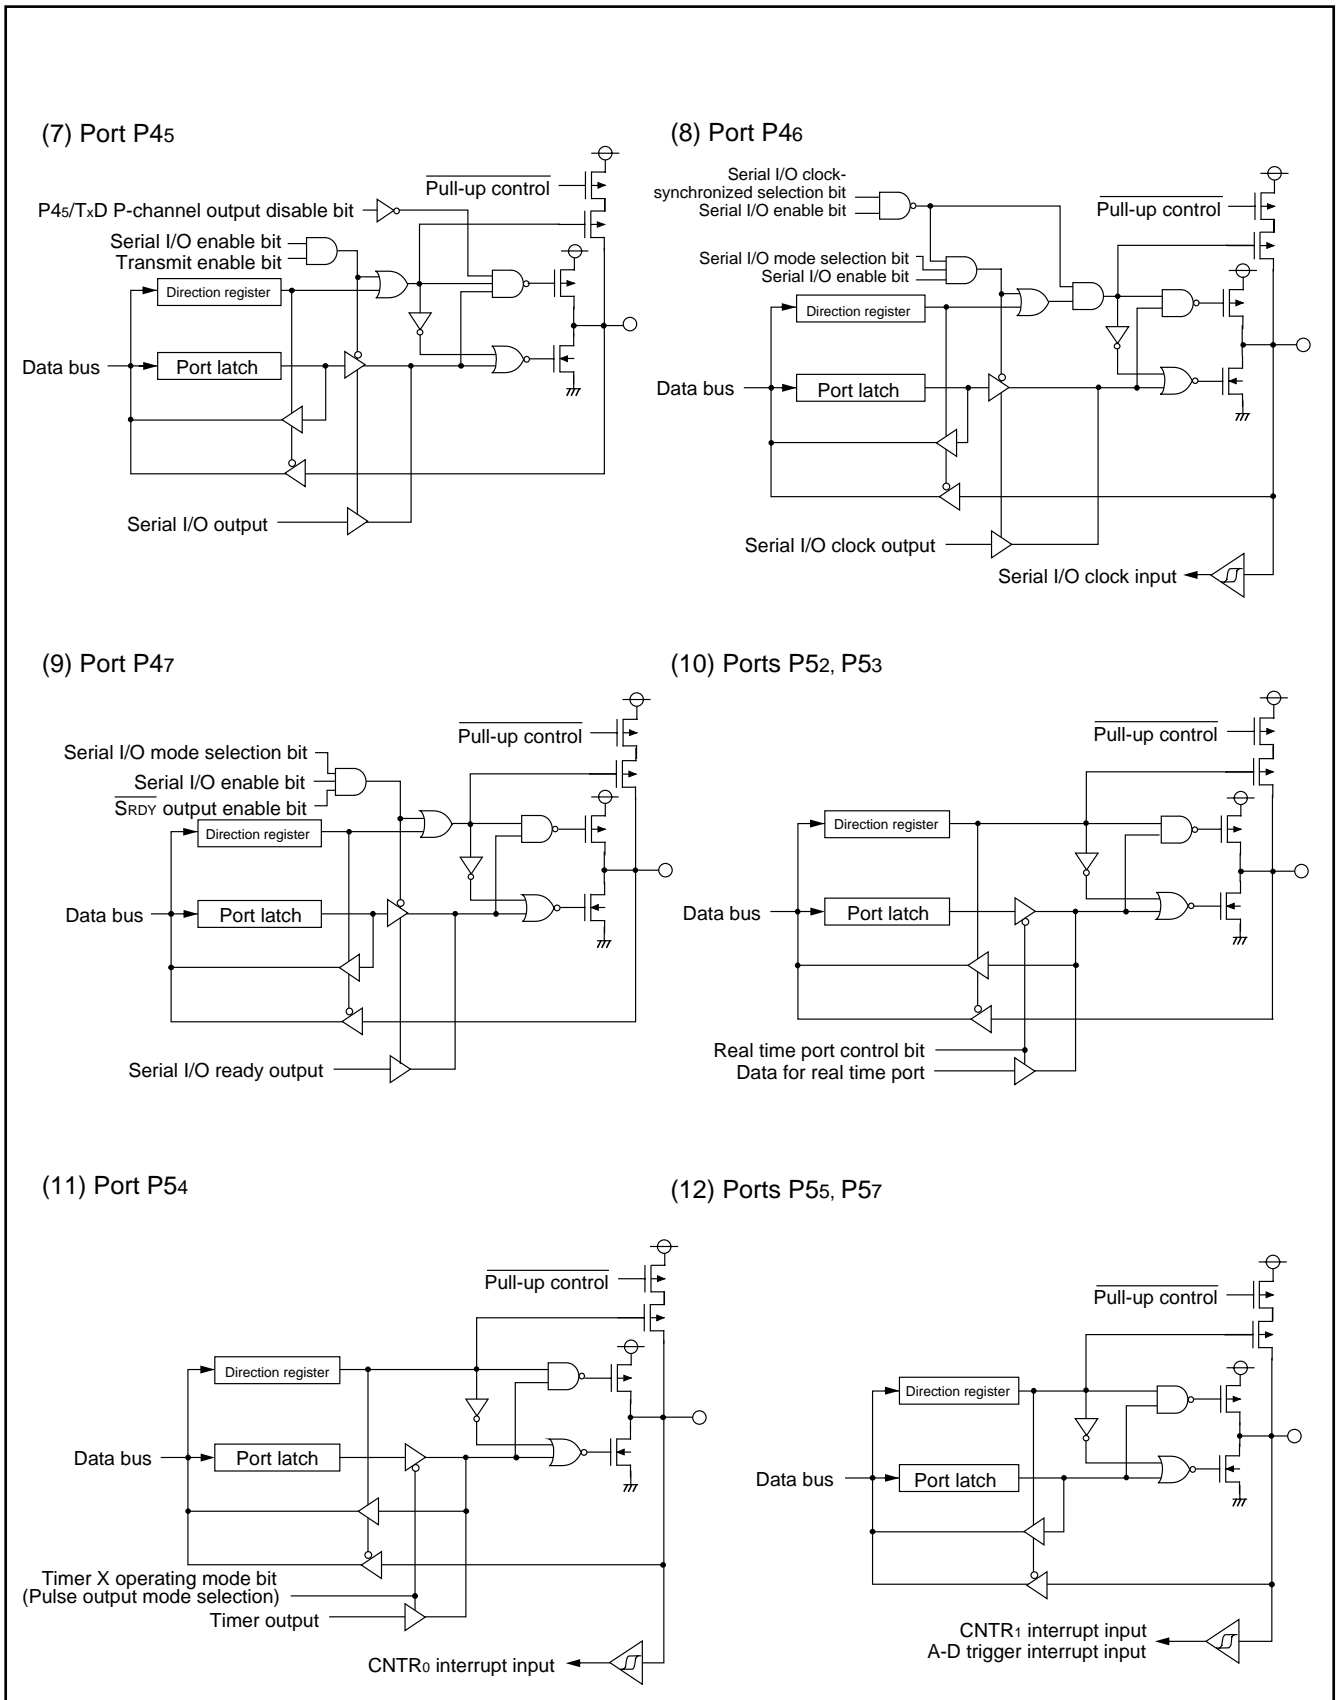 (7) Port P45
Pull-up control
P45/TxD P-channel output disable bit
Serial I/O enable bit
Transmit enable bit
Direction register
Data bus
Port latch
Serial I/O output
(8) Port P46
Serial I/O clock-
synchronized selection bit
Serial I/O enable bit
Pull-up control
Serial I/O mode selection bit
Serial I/O enable bit
Direction register
Data bus
Port latch
Serial I/O clock output
Serial I/O clock input
(9) Port P47
Pull-up control
Serial I/O mode selection bit
Serial I/O enable bit
SRDY output enable bit
Direction register
Data bus
Port latch
Serial I/O ready output
(10) Ports P52, P53
Pull-up control
Direction register
Data bus
Port latch
Real time port control bit
Data for real time port
(11) Port P54
Pull-up control
Direction register
Data bus
Port latch
Timer X operating mode bit
(Pulse output mode selection)
Timer output
CNTR0 interrupt input
(12) Ports P55, P57
Pull-up control
Direction register
Data bus
Port latch
CNTR1 interrupt input
A-D trigger interrupt input